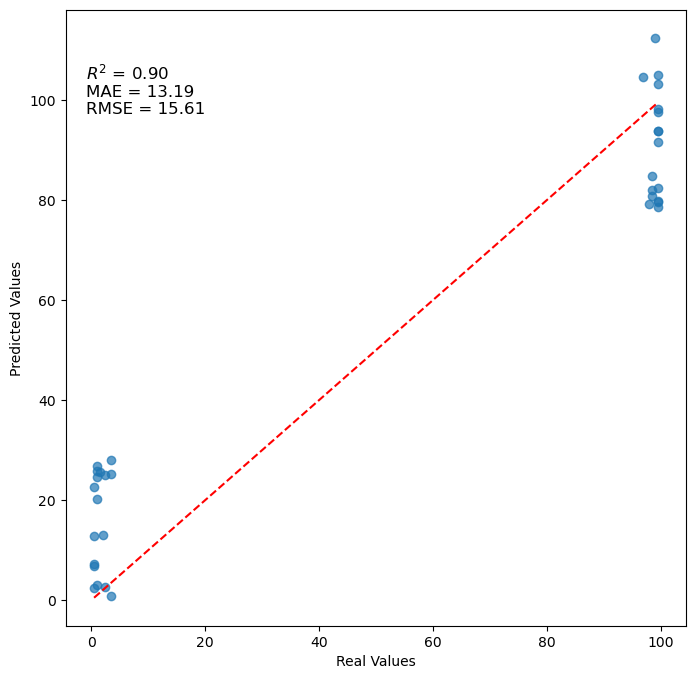 R² = 0.90
MAE = 13.19
RMSE = 15.61
100
80
60
40
20
0
Predicted Values
0 20 40 60 80 100
Real Values